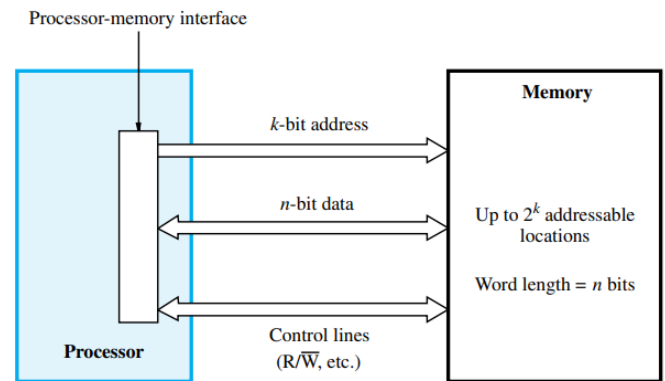 Processor-memory interface
Memory
k-bit address
n-bit data
Up to 2ᵏ addressable
locations
Word length = n bits
Processor
Control lines
(R/W̅, etc.)